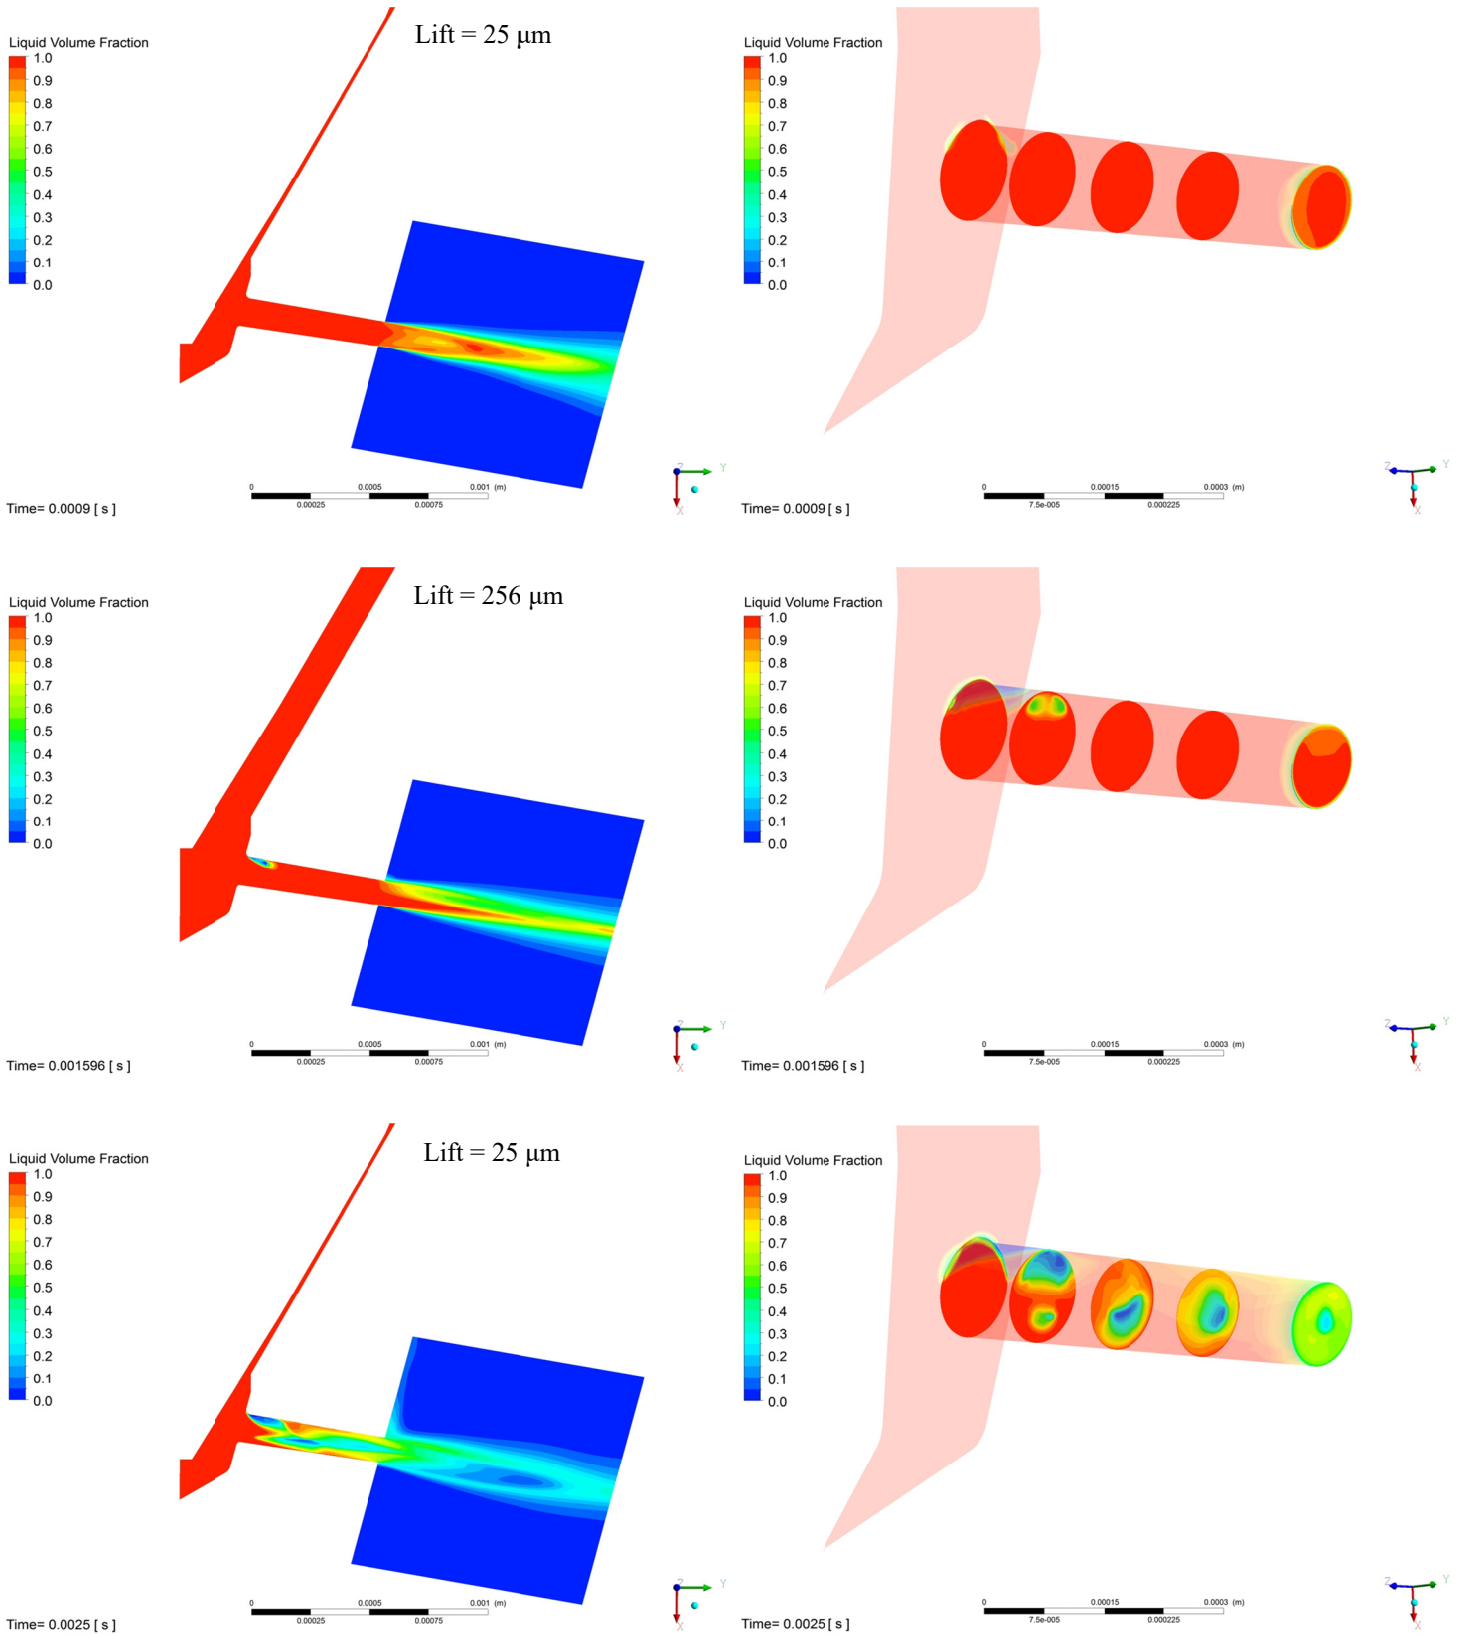 Lift = 25 μm
Liquid Volume Fraction
1.0
0.9
0.8
0.7
0.6
0.5
0.4
0.3
0.2
0.1
0.0
0 0.0005 0.001 (m)
0.00025 0.00075
Z Y
X
Time= 0.0009 [ s ]
Liquid Volume Fraction
1.0
0.9
0.8
0.7
0.6
0.5
0.4
0.3
0.2
0.1
0.0
0 0.00015 0.0003 (m)
7.5e-005 0.000225
Z Y
X
Time= 0.0009 [ s ]
Lift = 256 μm
Liquid Volume Fraction
1.0
0.9
0.8
0.7
0.6
0.5
0.4
0.3
0.2
0.1
0.0
0 0.0005 0.001 (m)
0.00025 0.00075
Z Y
X
Time= 0.001596 [ s ]
Liquid Volume Fraction
1.0
0.9
0.8
0.7
0.6
0.5
0.4
0.3
0.2
0.1
0.0
0 0.00015 0.0003 (m)
7.5e-005 0.000225
Z Y
X
Time= 0.001596 [ s ]
Lift = 25 μm
Liquid Volume Fraction
1.0
0.9
0.8
0.7
0.6
0.5
0.4
0.3
0.2
0.1
0.0
0 0.0005 0.001 (m)
0.00025 0.00075
Z Y
X
Time= 0.0025 [ s ]
Liquid Volume Fraction
1.0
0.9
0.8
0.7
0.6
0.5
0.4
0.3
0.2
0.1
0.0
0 0.00015 0.0003 (m)
7.5e-005 0.000225
Z Y
X
Time= 0.0025 [ s ]